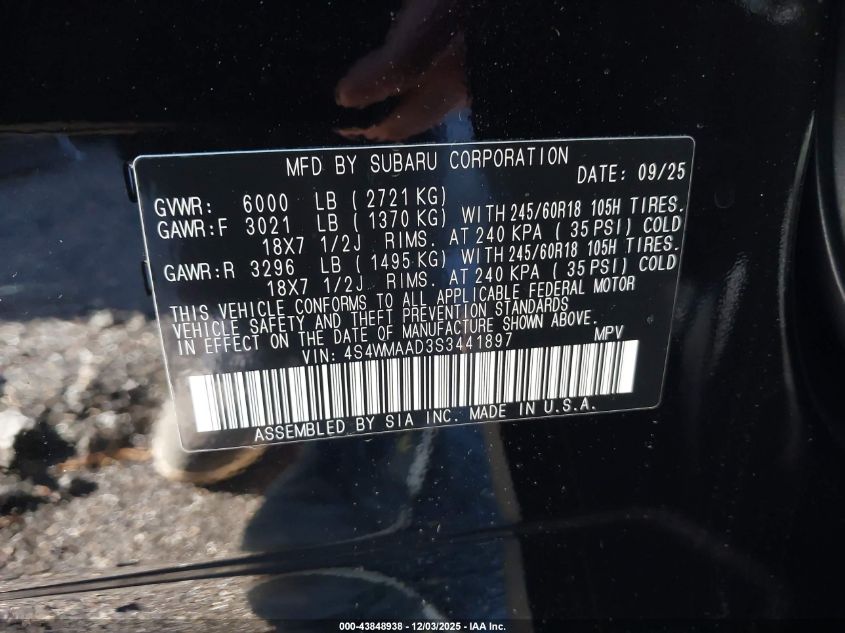 MFD BY SUBARU CORPORATION DATE: 09/25
GVWR: 6000 LB (2721 KG)
GAWR:F 3021 LB (1370 KG) WITH 245/60R18 105H TIRES.
18X7 1/2J RIMS. AT 240 KPA (35 PSI) COLD
GAWR:R 3296 LB (1495 KG) WITH 245/60R18 105H TIRES.
18X7 1/2J RIMS. AT 240 KPA (35 PSI) COLD
THIS VEHICLE CONFORMS TO ALL APPLICABLE FEDERAL MOTOR
VEHICLE SAFETY AND THEFT PREVENTION STANDARDS
IN EFFECT ON THE DATE OF MANUFACTURE SHOWN ABOVE.
VIN: 4S4WMAAD3S3441897 MPV
ASSEMBLED BY SIA INC. MADE IN U.S.A.
000-43848938 - 12/03/2025 - IAA Inc.